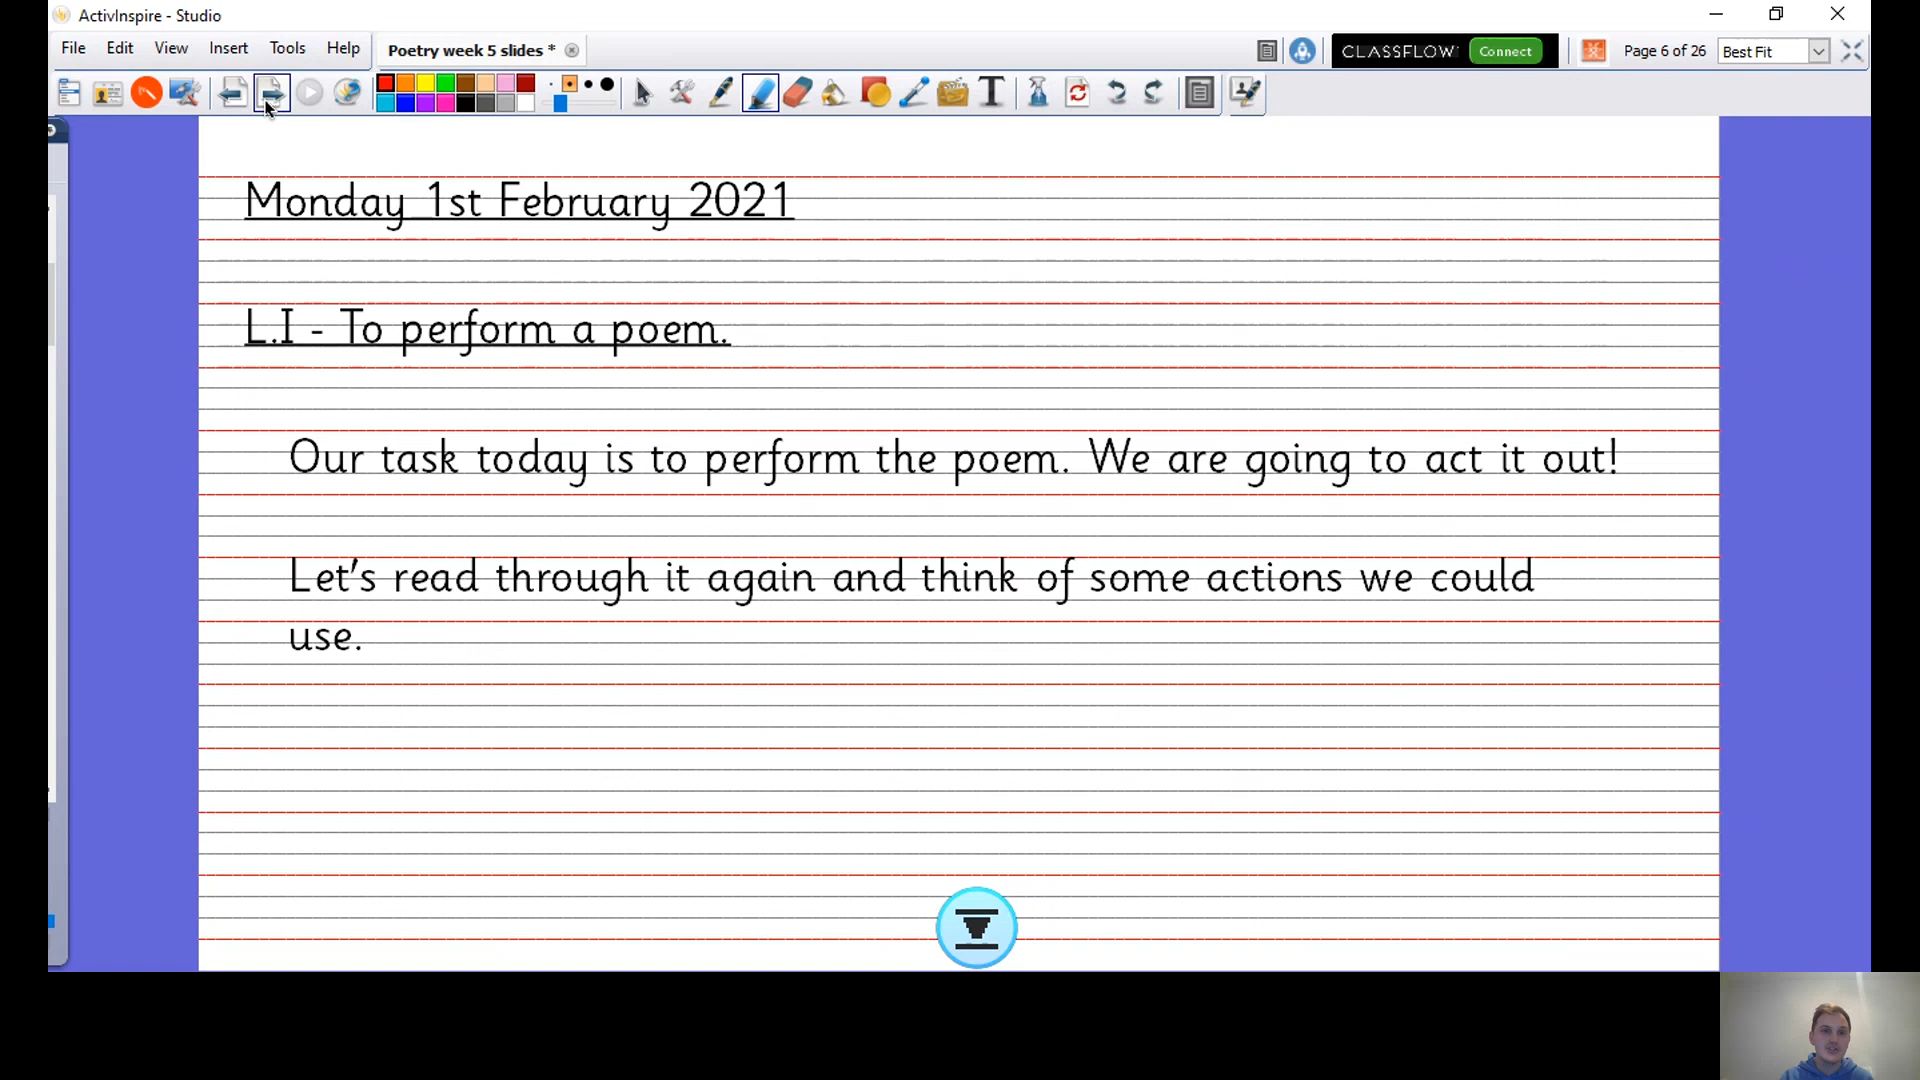 ActivInspire - Studio
File Edit View Insert Tools Help
Poetry week 5 slides *
CLASSFLOW Connect
Page 6 of 26 Best Fit
Monday 1st February 2021
L.I - To perform a poem.
Our task today is to perform the poem. We are going to act it out!
Let's read through it again and think of some actions we could
use.